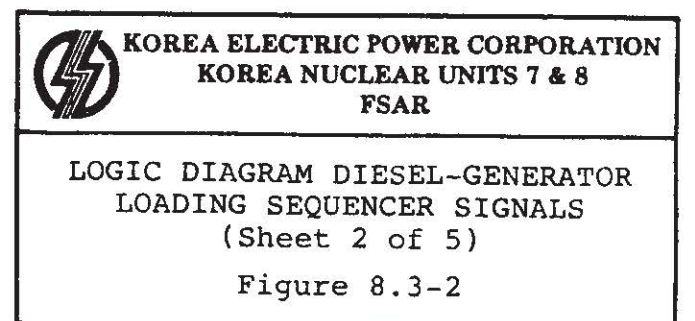 KOREA ELECTRIC POWER CORPORATION
KOREA NUCLEAR UNITS 7 & 8
FSAR
LOGIC DIAGRAM DIESEL-GENERATOR
LOADING SEQUENCER SIGNALS
(Sheet 2 of 5)
Figure 8.3-2